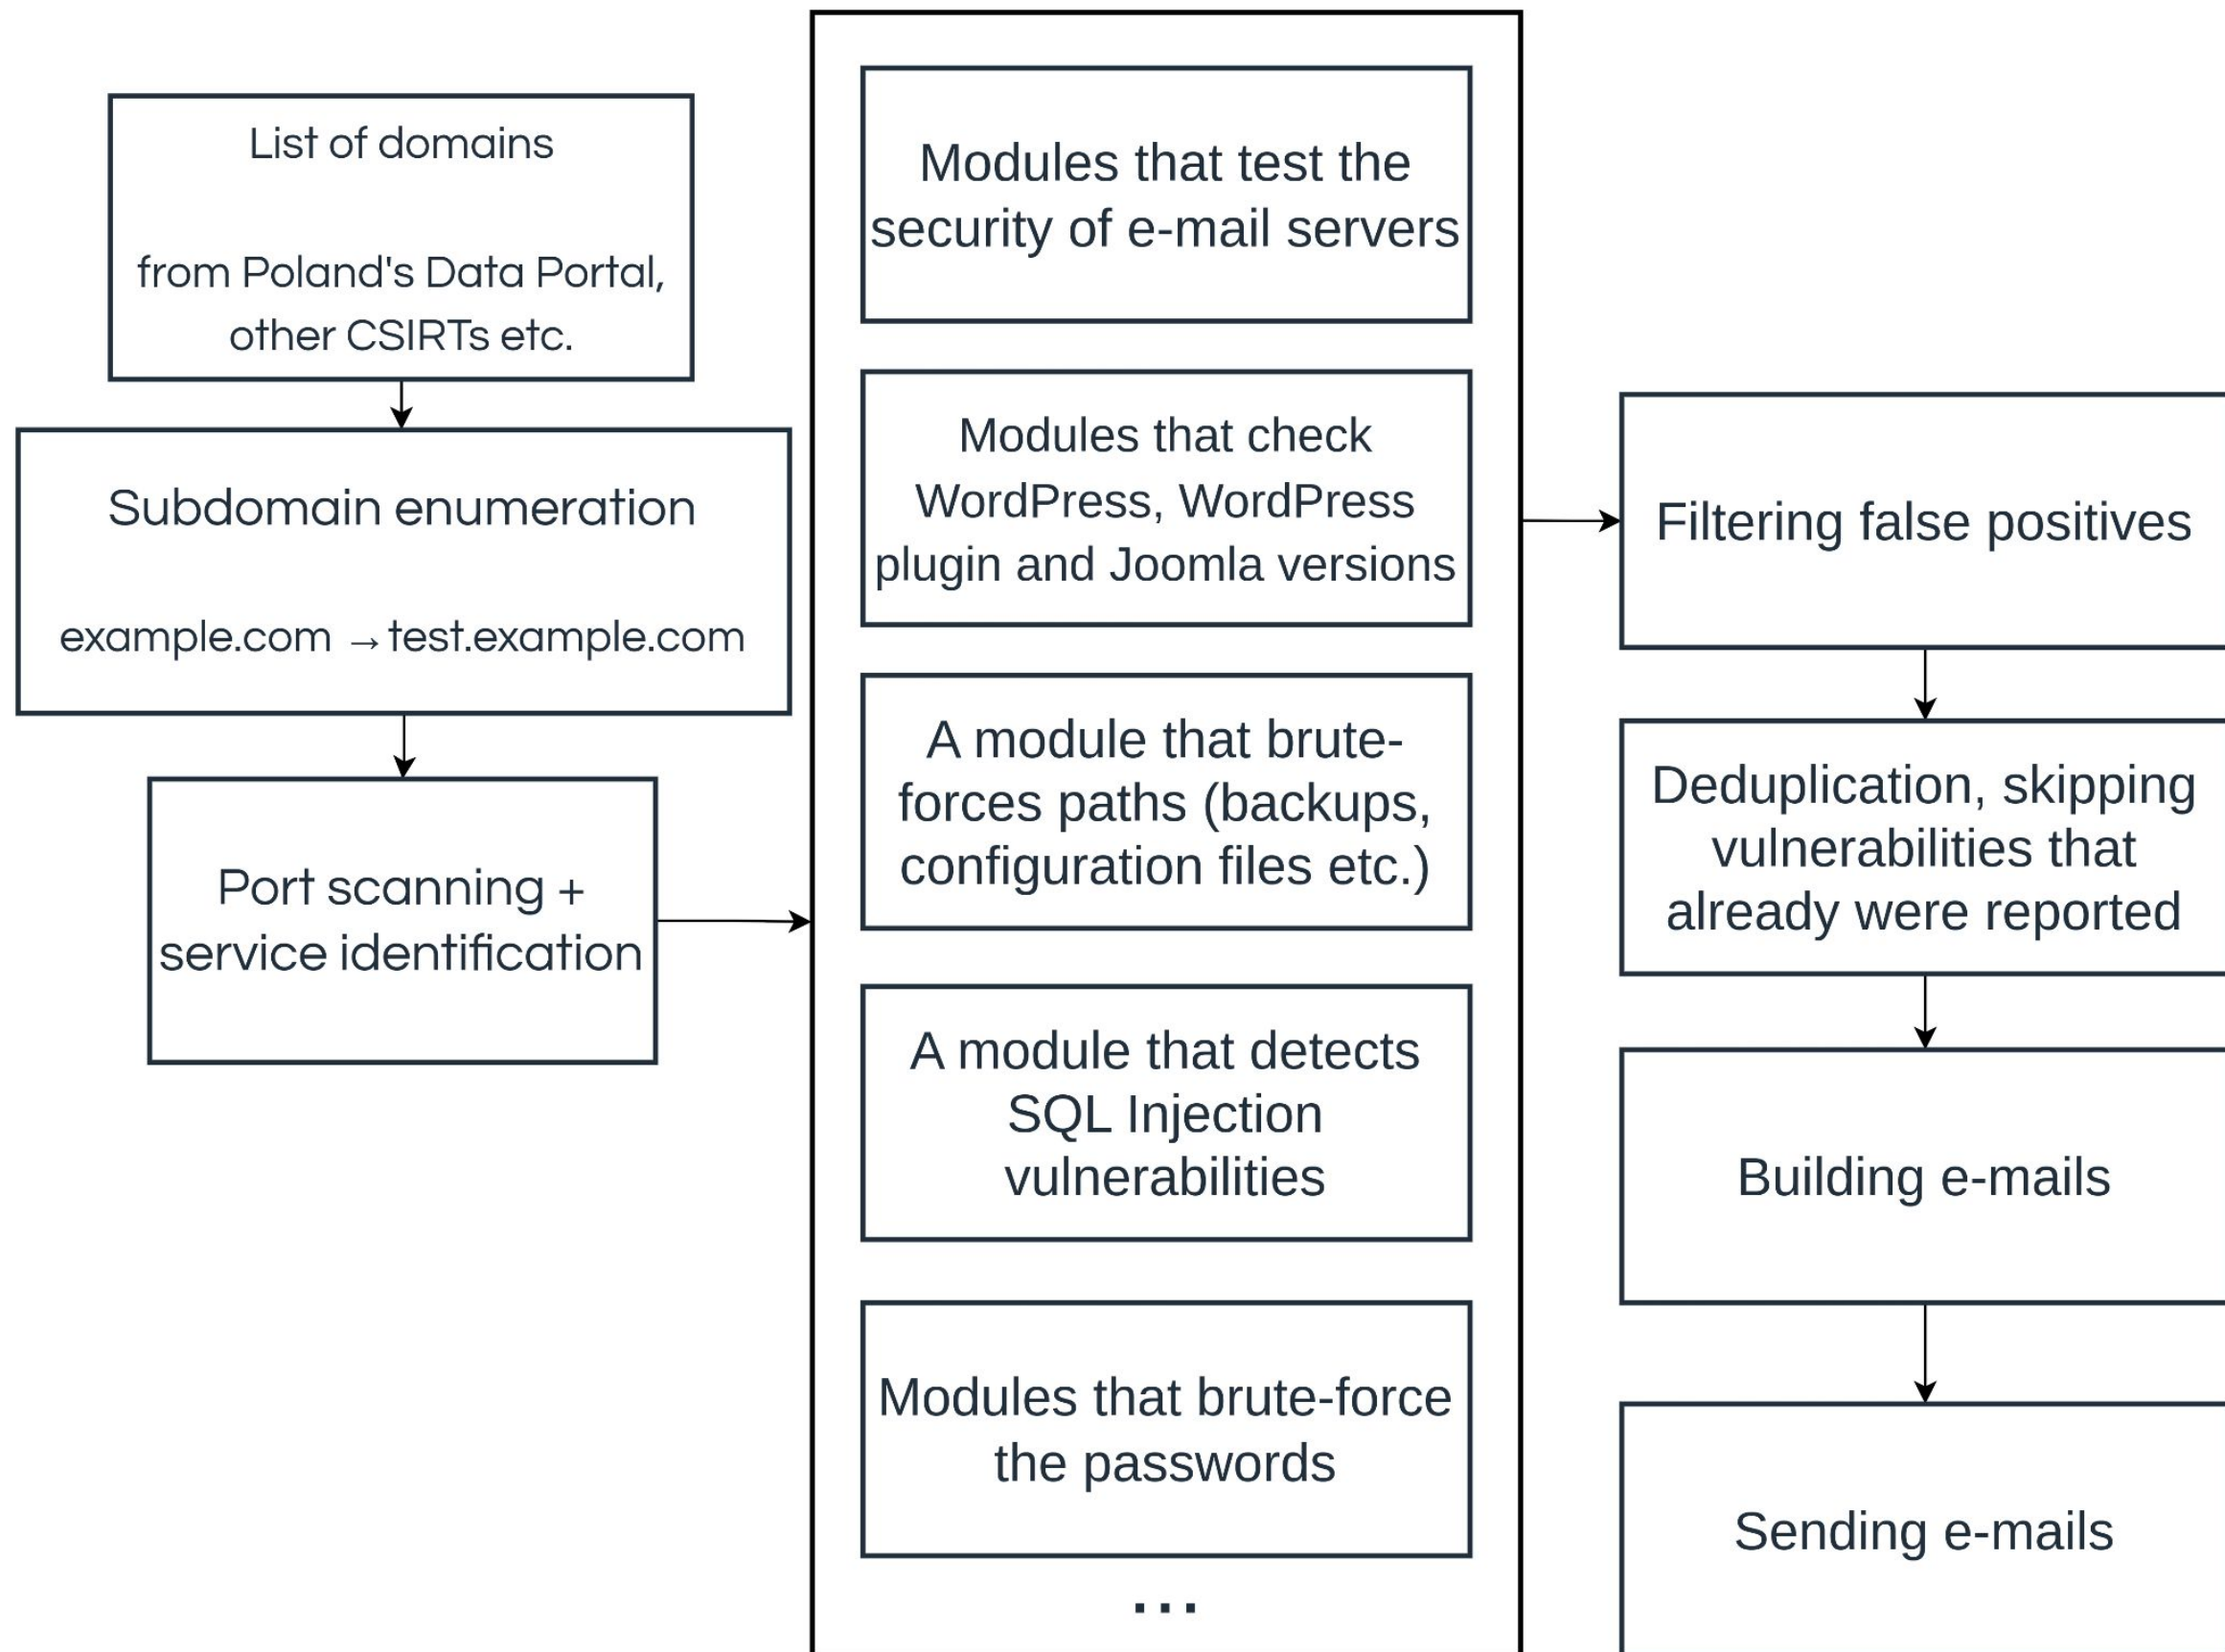 List of domains
from Poland's Data Portal,
other CSIRTs etc.
Subdomain enumeration
example.com →test.example.com
Port scanning +
service identification
Modules that test the
security of e-mail servers
Modules that check
WordPress, WordPress
plugin and Joomla versions
A module that brute-
forces paths (backups,
configuration files etc.)
A module that detects
SQL Injection
vulnerabilities
Modules that brute-force
the passwords
...
Filtering false positives
Deduplication, skipping
vulnerabilities that
already were reported
Building e-mails
Sending e-mails